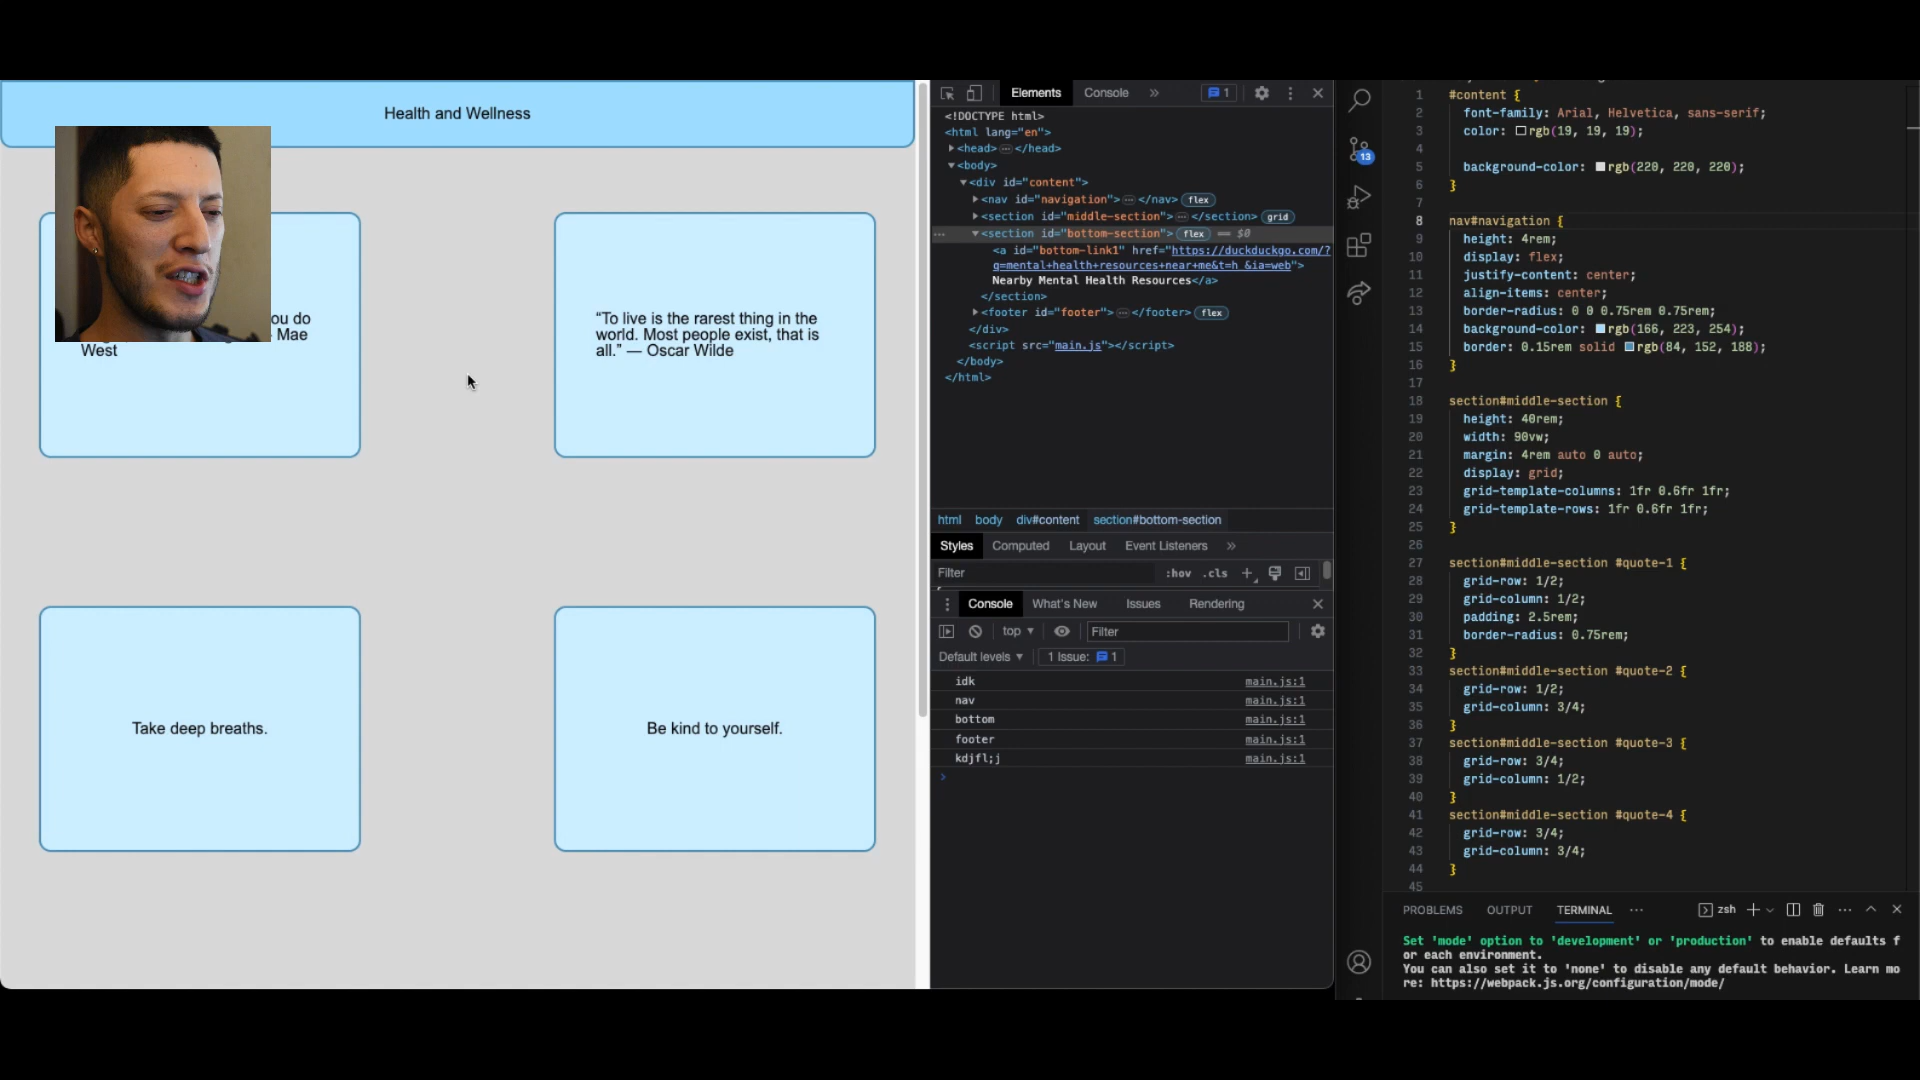 Health and Wellness
ou do
Mae
West
“To live is the rarest thing in the
world. Most people exist, that is
all.” — Oscar Wilde
Take deep breaths.
Be kind to yourself.
Elements
Console
»
1
<!DOCTYPE html>
<html lang="en">
<head>…</head>
<body>
<div id="content">
<nav id="navigation">…</nav> flex
<section id="middle-section">…</section> grid
… <section id="bottom-section"> flex == $0
<a id="bottom-link1" href="https://duckduckgo.com/?
q=mental+health+resources+near+me&t=h_&ia=web">
Nearby Mental Health Resources</a>
</section>
<footer id="footer">…</footer> flex
</div>
<script src="main.js"></script>
</body>
</html>
html body div#content section#bottom-section
Styles Computed Layout Event Listeners »
Filter :hov .cls +
Console What's New Issues Rendering
top Filter
Default levels 1 Issue: 1
idk main.js:1
nav main.js:1
bottom main.js:1
footer main.js:1
kdjfl;j main.js:1
>
13
1 #content {
2 font-family: Arial, Helvetica, sans-serif;
3 color: rgb(19, 19, 19);
4
5 background-color: rgb(220, 220, 220);
6 }
7
8 nav#navigation {
9 height: 4rem;
10 display: flex;
11 justify-content: center;
12 align-items: center;
13 border-radius: 0 0 0.75rem 0.75rem;
14 background-color: rgb(166, 223, 254);
15 border: 0.15rem solid rgb(84, 152, 188);
16 }
17
18 section#middle-section {
19 height: 40rem;
20 width: 90vw;
21 margin: 4rem auto 0 auto;
22 display: grid;
23 grid-template-columns: 1fr 0.6fr 1fr;
24 grid-template-rows: 1fr 0.6fr 1fr;
25 }
26
27 section#middle-section #quote-1 {
28 grid-row: 1/2;
29 grid-column: 1/2;
30 padding: 2.5rem;
31 border-radius: 0.75rem;
32 }
33 section#middle-section #quote-2 {
34 grid-row: 1/2;
35 grid-column: 3/4;
36 }
37 section#middle-section #quote-3 {
38 grid-row: 3/4;
39 grid-column: 1/2;
40 }
41 section#middle-section #quote-4 {
42 grid-row: 3/4;
43 grid-column: 3/4;
44 }
45
PROBLEMS OUTPUT TERMINAL … zsh
Set 'mode' option to 'development' or 'production' to enable defaults f
or each environment.
You can also set it to 'none' to disable any default behavior. Learn mo
re: https://webpack.js.org/configuration/mode/